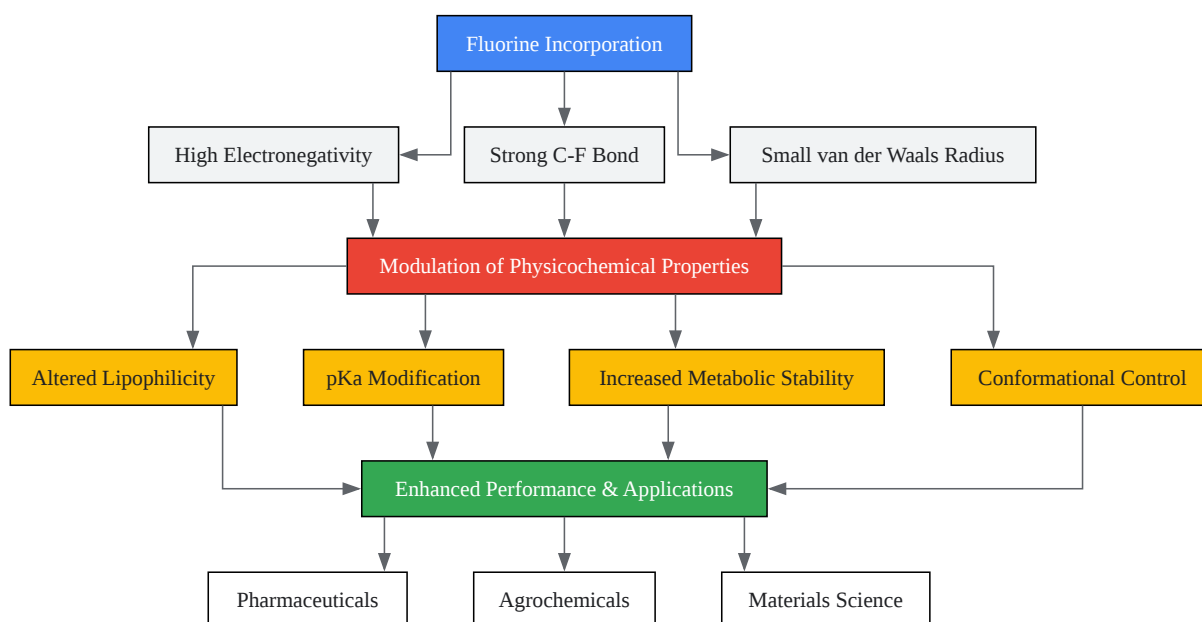 Fluorine Incorporation
High Electronegativity
Strong C-F Bond
Small van der Waals Radius
Modulation of Physicochemical Properties
Altered Lipophilicity
pKa Modification
Increased Metabolic Stability
Conformational Control
Enhanced Performance & Applications
Pharmaceuticals
Agrochemicals
Materials Science